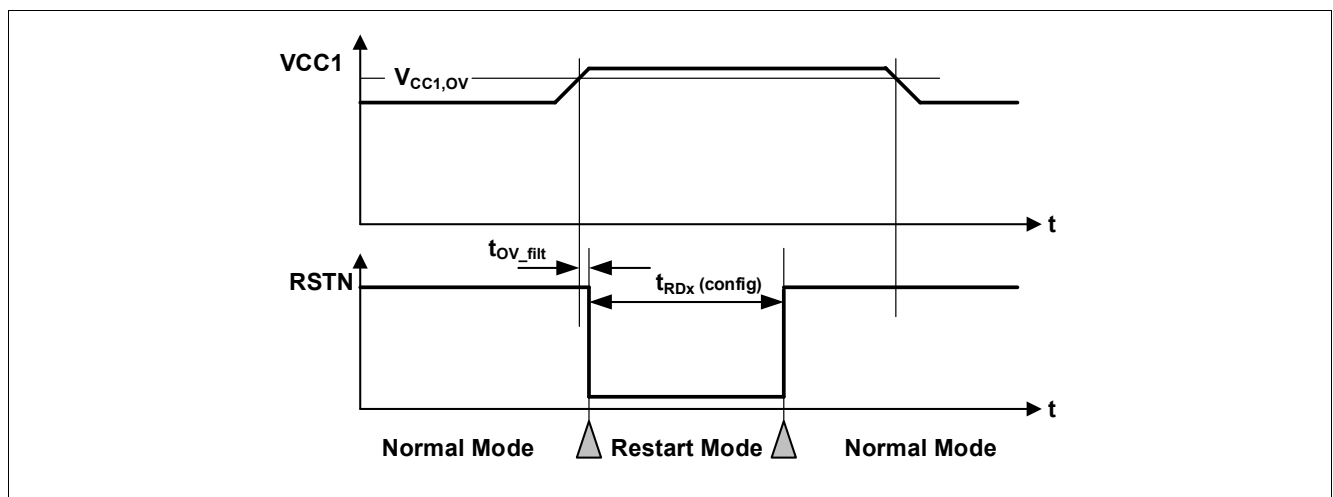 VCC1
VCC1,OV
t
tOV_filt
RSTN
tRDx (config)
t
Normal Mode Restart Mode Normal Mode